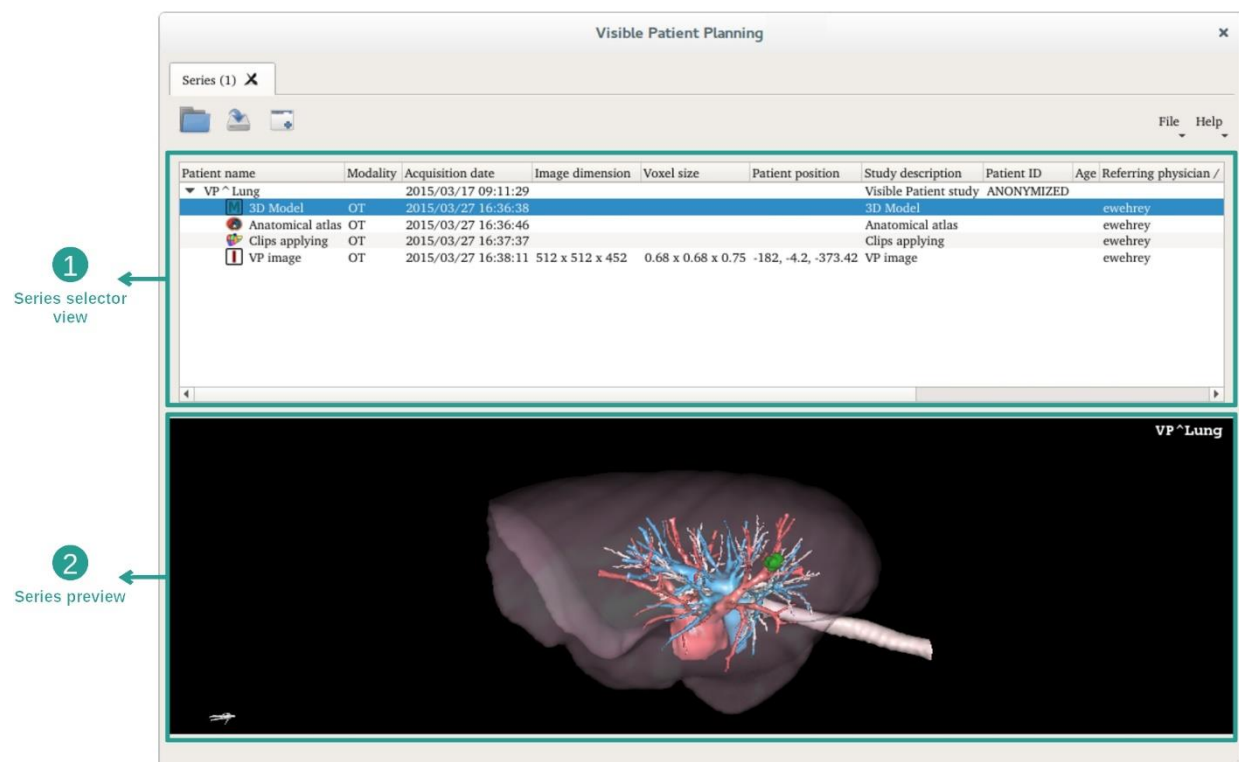 Visible Patient Planning ×
Series (1)
File Help
Patient name Modality Acquisition date Image dimension Voxel size Patient position Study description Patient ID Age Referring physician /
VP ^ Lung 2015/03/17 09:11:29 Visible Patient study ANONYMIZED
M 3D Model OT 2015/03/27 16:36:38 3D Model ewehrey
Anatomical atlas OT 2015/03/27 16:36:46 Anatomical atlas ewehrey
Clips applying OT 2015/03/27 16:37:37 Clips applying ewehrey
I VP image OT 2015/03/27 16:38:11 512 x 512 x 452 0.68 x 0.68 x 0.75 -182, -4.2, -373.42 VP image ewehrey
1
Series selector
view
VP^Lung
2
Series preview